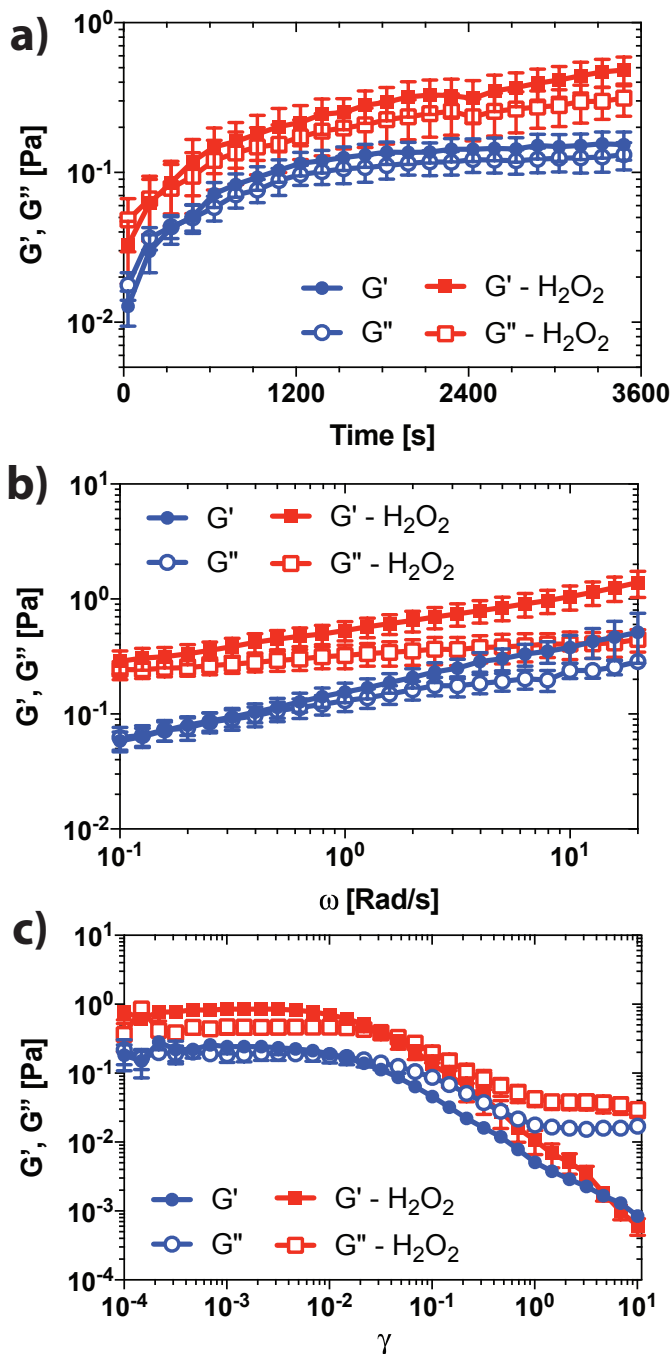 a)
G', G" [Pa]
10⁰
10⁻¹
10⁻²
G' G' - H₂O₂
G" G" - H₂O₂
0 1200 2400 3600
Time [s]
b)
G', G" [Pa]
10¹
G' G' - H₂O₂
G" G" - H₂O₂
10⁰
10⁻¹
10⁻²
10⁻¹ 10⁰ 10¹
ω [Rad/s]
c)
G', G" [Pa]
10¹
10⁰
10⁻¹
10⁻²
10⁻³
10⁻⁴
G' G' - H₂O₂
G" G" - H₂O₂
10⁻⁴ 10⁻³ 10⁻² 10⁻¹ 10⁰ 10¹
γ